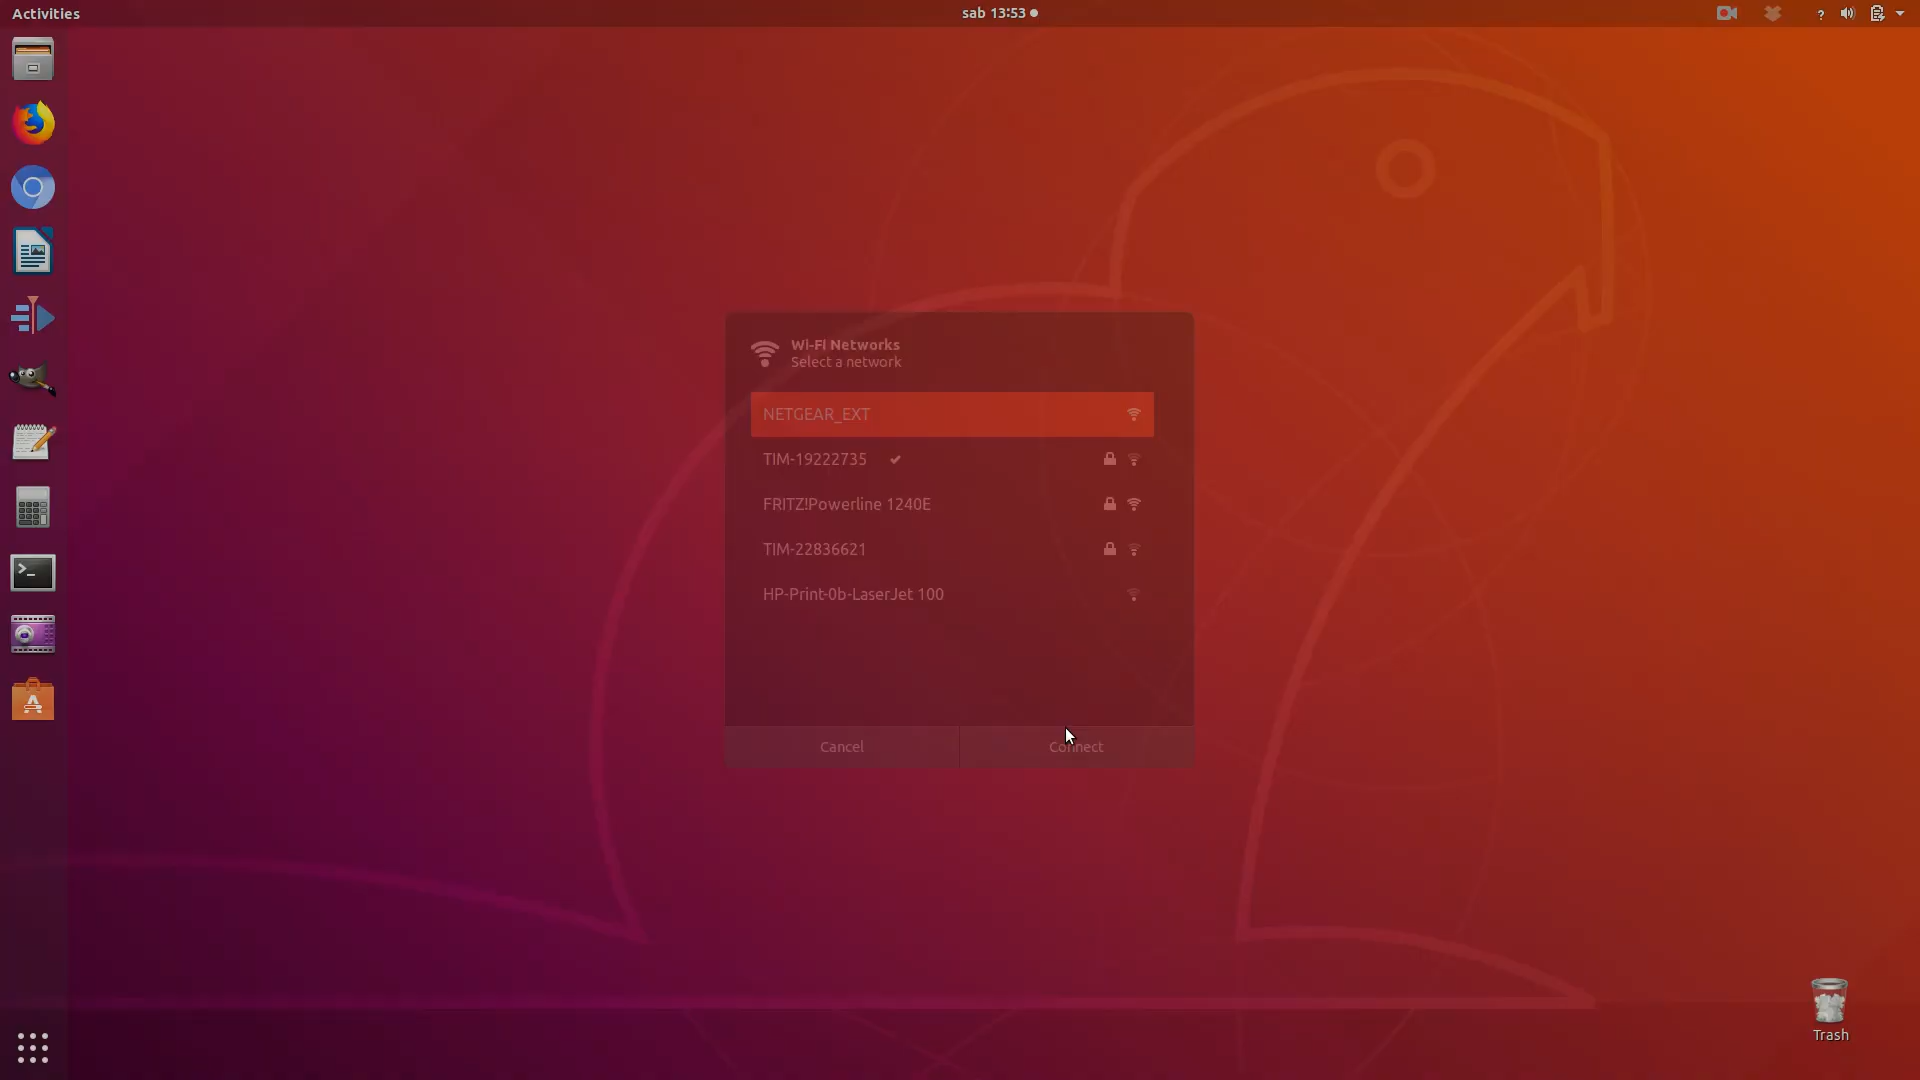 Activities
sab 13:53
?
Wi-Fi Networks
Select a network
NETGEAR_EXT
TIM-19222735
FRITZ!Powerline 1240E
TIM-22836621
HP-Print-0b-LaserJet 100
Cancel
Connect
Trash